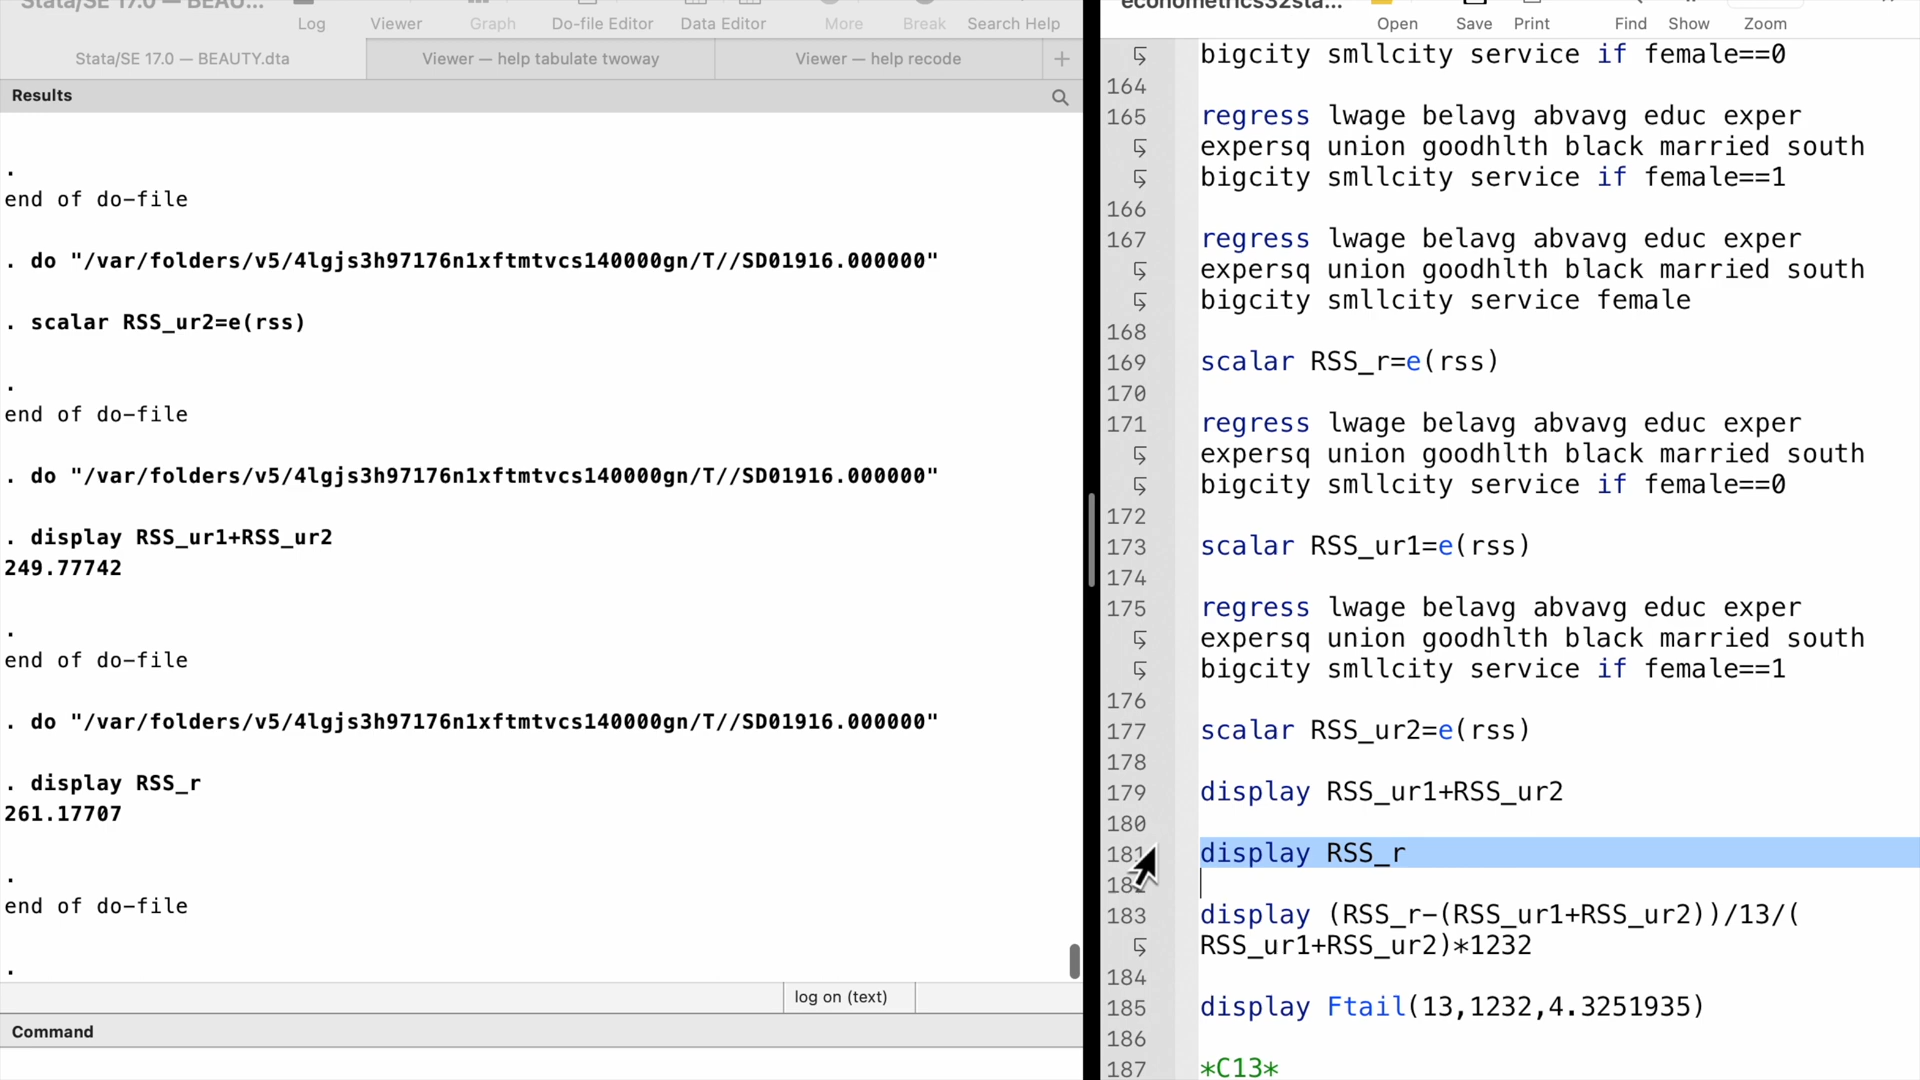 Stata/SE 17.0 — BEAU...
Log
Viewer
Graph
Do-file Editor
Data Editor
More
Break
Search Help
Stata/SE 17.0 — BEAUTY.dta
Viewer — help tabulate twoway
Viewer — help recode
+
Results
.
end of do-file
. do "/var/folders/v5/4lgjs3h97176n1xftmtvcs140000gn/T//SD01916.000000"
. scalar RSS_ur2=e(rss)
.
end of do-file
. do "/var/folders/v5/4lgjs3h97176n1xftmtvcs140000gn/T//SD01916.000000"
. display RSS_ur1+RSS_ur2
249.77742
.
end of do-file
. do "/var/folders/v5/4lgjs3h97176n1xftmtvcs140000gn/T//SD01916.000000"
. display RSS_r
261.17707
.
end of do-file
.
log on (text)
Command
econometrics32sta...
Open
Save
Print
Find
Show
Zoom
bigcity smllcity service if female==0
164
165 regress lwage belavg abvavg educ exper
expersq union goodhlth black married south
bigcity smllcity service if female==1
166
167 regress lwage belavg abvavg educ exper
expersq union goodhlth black married south
bigcity smllcity service female
168
169 scalar RSS_r=e(rss)
170
171 regress lwage belavg abvavg educ exper
expersq union goodhlth black married south
bigcity smllcity service if female==0
172
173 scalar RSS_ur1=e(rss)
174
175 regress lwage belavg abvavg educ exper
expersq union goodhlth black married south
bigcity smllcity service if female==1
176
177 scalar RSS_ur2=e(rss)
178
179 display RSS_ur1+RSS_ur2
180
181 display RSS_r
182
183 display (RSS_r-(RSS_ur1+RSS_ur2))/13/(
RSS_ur1+RSS_ur2)*1232
184
185 display Ftail(13,1232,4.3251935)
186
187 *C13*